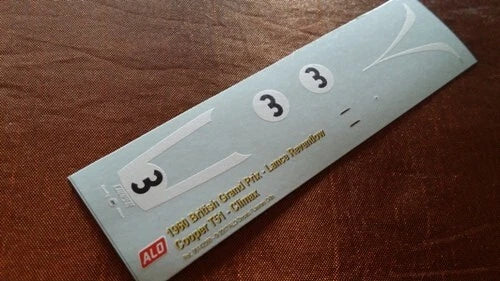 3
3
3
ALO
1960 British Grand Prix - Lance Reventlow
Cooper T51 - Climax